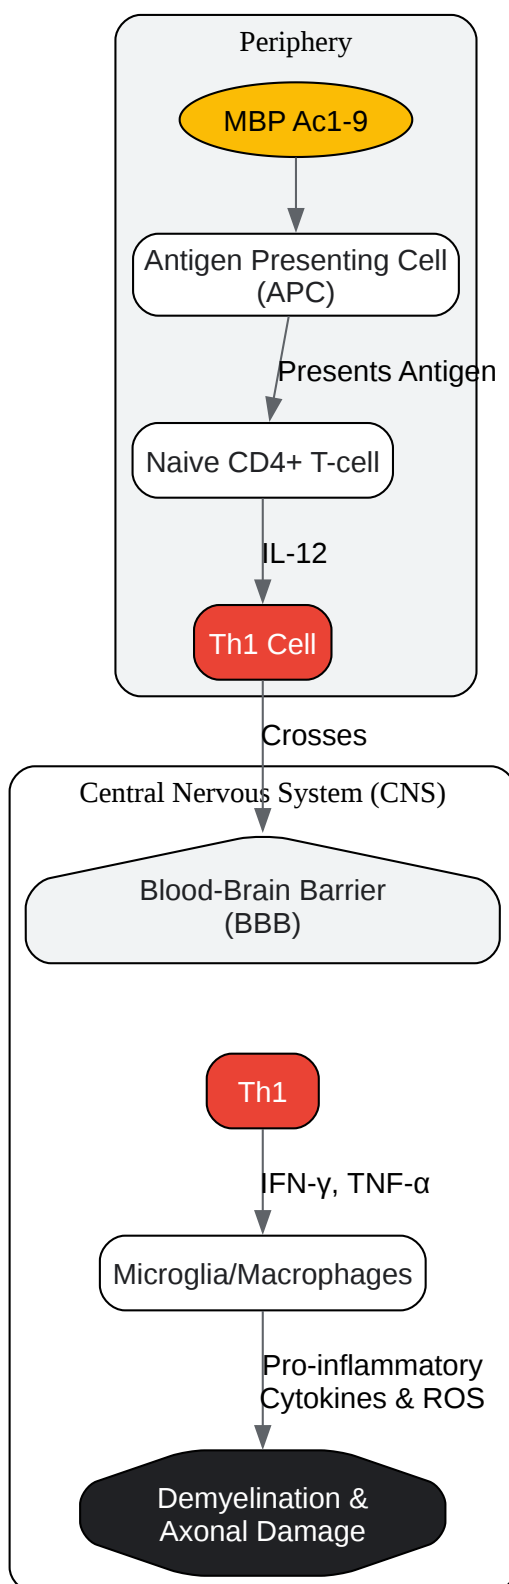 Periphery
MBP Ac1-9
Antigen Presenting Cell
(APC)
Presents Antigen
Naive CD4+ T-cell
IL-12
Th1 Cell
Crosses
Central Nervous System (CNS)
Blood-Brain Barrier
(BBB)
Th1
IFN-γ, TNF-α
Microglia/Macrophages
Pro-inflammatory
Cytokines & ROS
Demyelination &
Axonal Damage